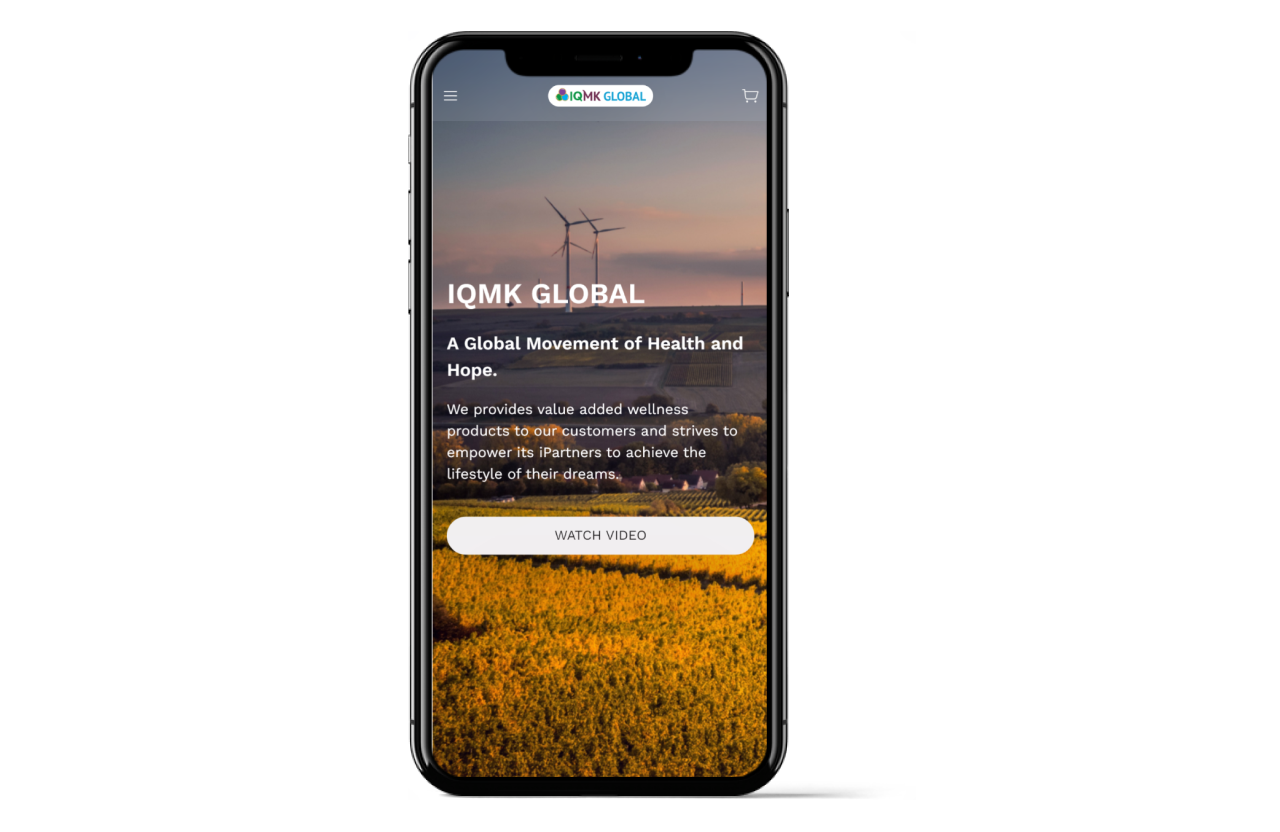 IQMK GLOBAL
IQMK GLOBAL
A Global Movement of Health and
Hope.
We provides value added wellness
products to our customers and strives to
empower its iPartners to achieve the
lifestyle of their dreams.
WATCH VIDEO